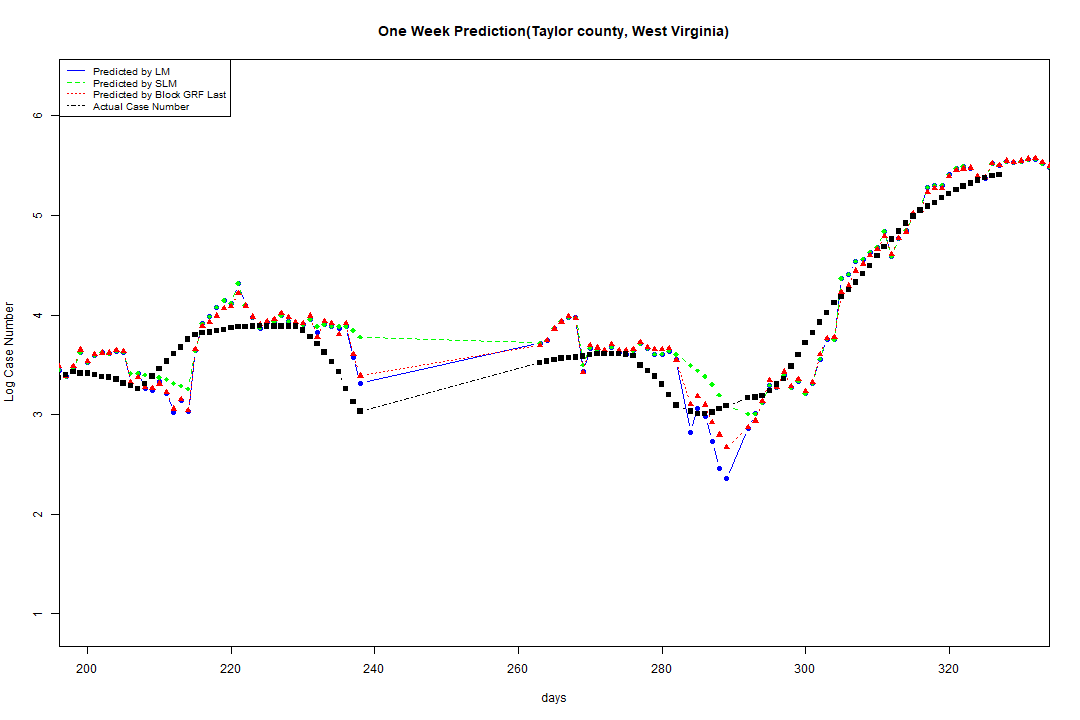 One Week Prediction(Taylor county, West Virginia)
Predicted by LM
Predicted by SLM
Predicted by Block GRF Last
Actual Case Number
6
5
4
3
2
1
Log Case Number
200 220 240 260 280 300 320
days